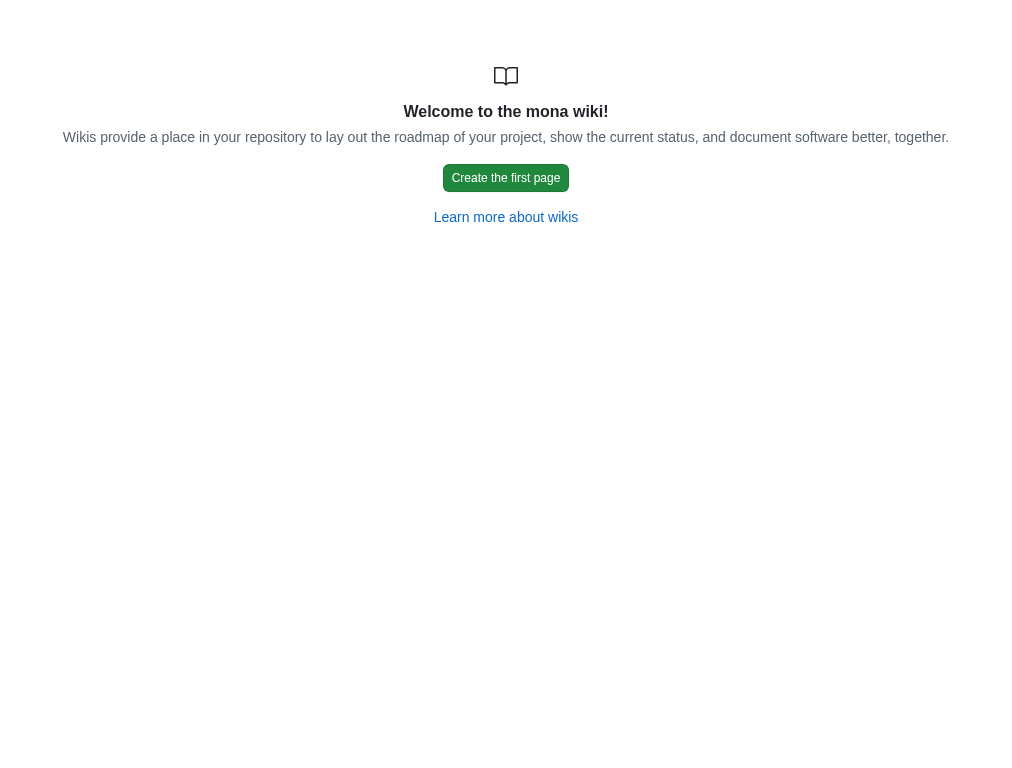 Welcome to the mona wiki!
Wikis provide a place in your repository to lay out the roadmap of your project, show the current status, and document software better, together.
Create the first page
Learn more about wikis